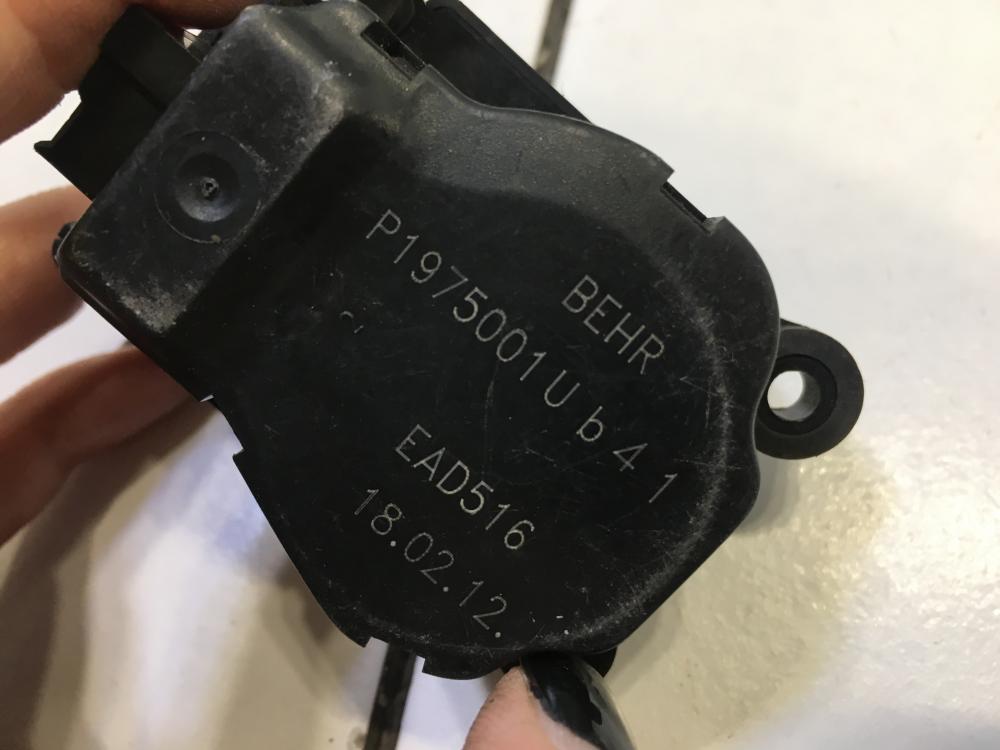 BEHR
P1975001U b 4 1
EAD516
18.02.12.